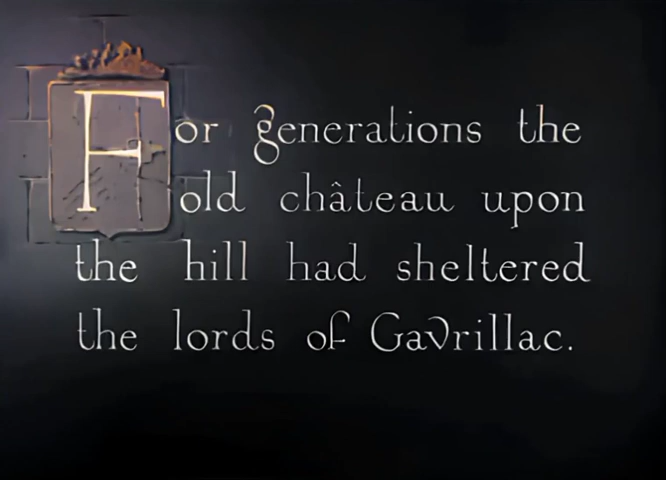 For generations the
old château upon
the hill had sheltered
the lords of Gavrillac.